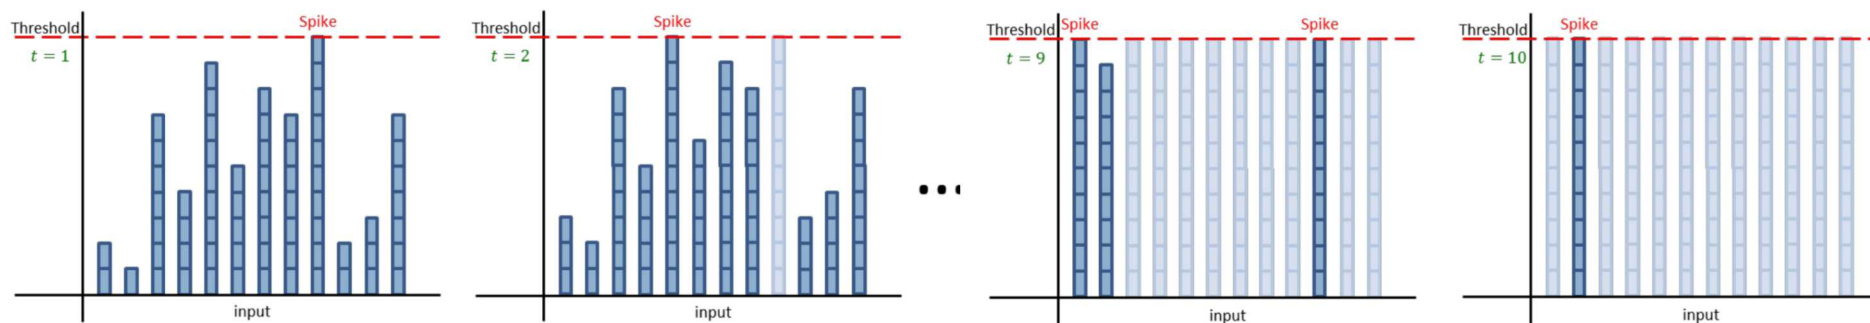 Threshold
Spike
t = 1
input
Threshold
Spike
t = 2
input
...
Threshold
Spike
Spike
t = 9
input
Threshold
Spike
t = 10
input